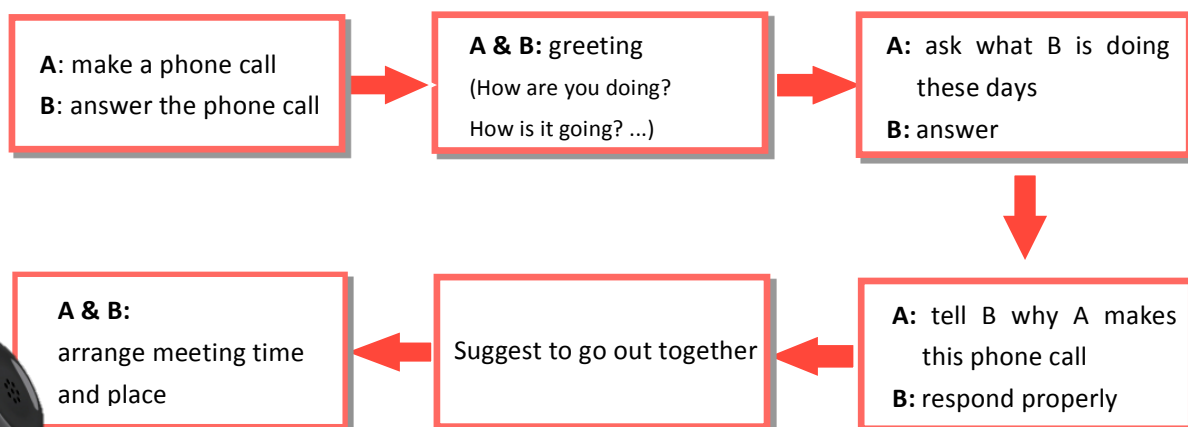 A: make a phone call
B: answer the phone call
A & B: greeting
(How are you doing?
How is it going? ...)
A: ask what B is doing
these days
B: answer
A: tell B why A makes
this phone call
B: respond properly
Suggest to go out together
A & B:
arrange meeting time
and place